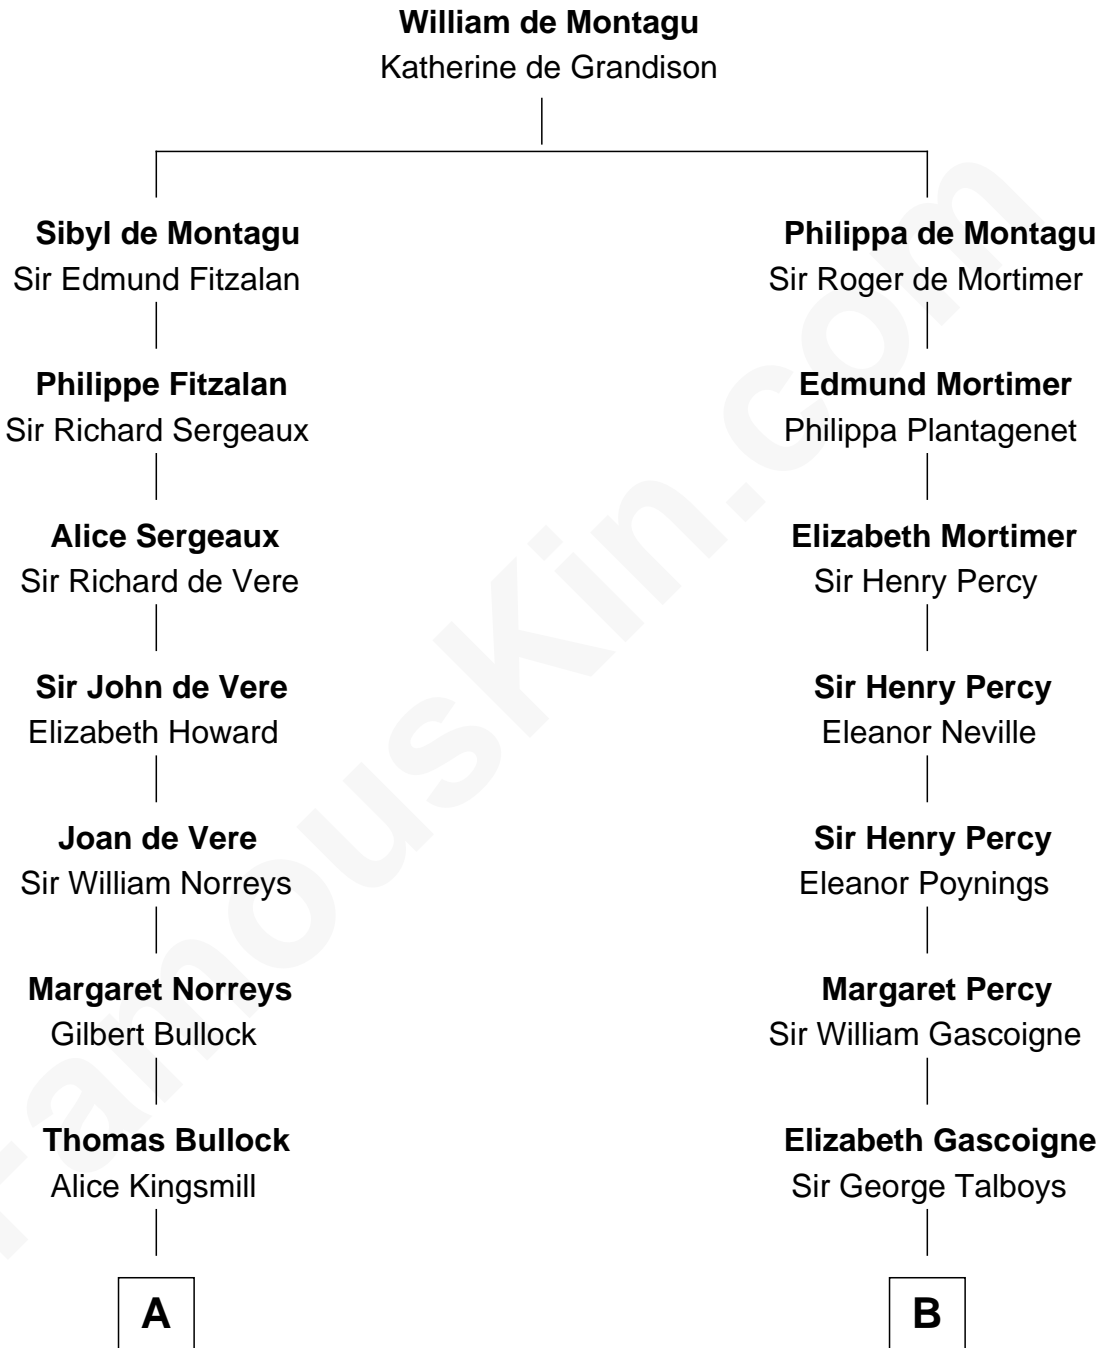 William de Montagu
Katherine de Grandison
Sibyl de Montagu
Sir Edmund Fitzalan
Philippa de Montagu
Sir Roger de Mortimer
Philippe Fitzalan
Sir Richard Sergeaux
Edmund Mortimer
Philippa Plantagenet
Alice Sergeaux
Sir Richard de Vere
Elizabeth Mortimer
Sir Henry Percy
Sir John de Vere
Elizabeth Howard
Sir Henry Percy
Eleanor Neville
Joan de Vere
Sir William Norreys
Sir Henry Percy
Eleanor Poynings
Margaret Norreys
Gilbert Bullock
Margaret Percy
Sir William Gascoigne
Thomas Bullock
Alice Kingsmill
Elizabeth Gascoigne
Sir George Talboys
A
B
FamousKin.com